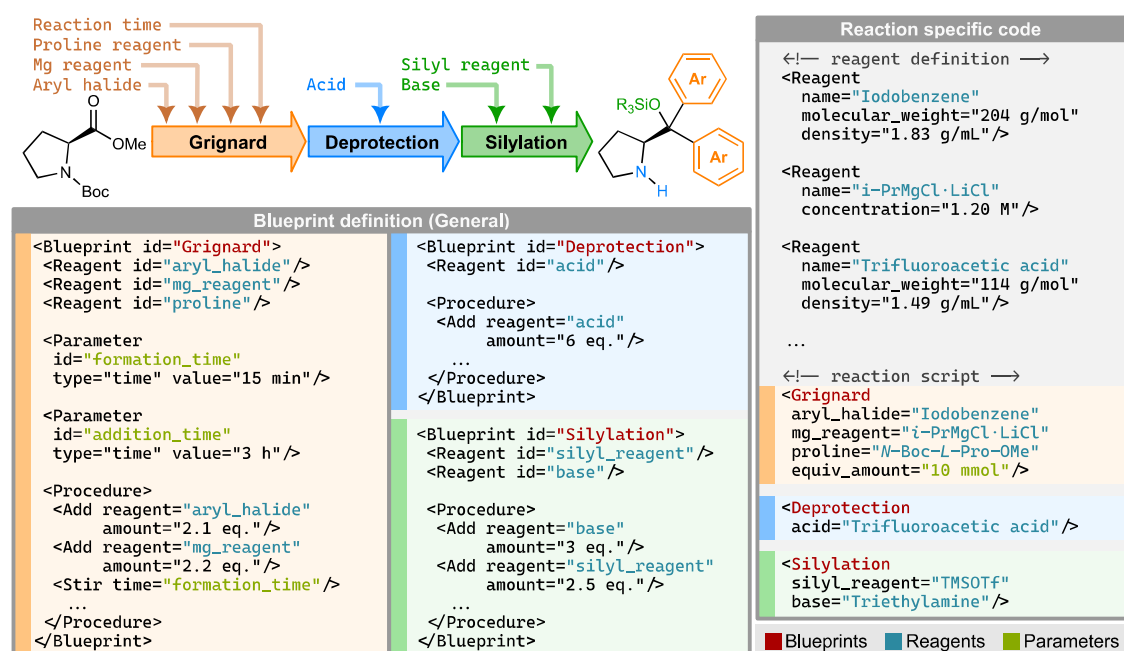 Reaction time
Proline reagent
Mg reagent
Aryl halide
Acid
Silyl reagent
Base
O
OMe
N
Boc
Grignard
Deprotection
Silylation
R3SiO
Ar
Ar
N
H
Blueprint definition (General)
<Blueprint id="Grignard">
<Reagent id="aryl_halide"/>
<Reagent id="mg_reagent"/>
<Reagent id="proline"/>
<Parameter
id="formation_time"
type="time" value="15 min"/>
<Parameter
id="addition_time"
type="time" value="3 h"/>
<Procedure>
<Add reagent="aryl_halide"
amount="2.1 eq."/>
<Add reagent="mg_reagent"
amount="2.2 eq."/>
<Stir time="formation_time"/>
...
</Procedure>
</Blueprint>
<Blueprint id="Deprotection">
<Reagent id="acid"/>
<Procedure>
<Add reagent="acid"
amount="6 eq."/>
...
</Procedure>
</Blueprint>
<Blueprint id="Silylation">
<Reagent id="silyl_reagent"/>
<Reagent id="base"/>
<Procedure>
<Add reagent="base"
amount="3 eq."/>
<Add reagent="silyl_reagent"
amount="2.5 eq."/>
...
</Procedure>
</Blueprint>
Reaction specific code
<!-- reagent definition -->
<Reagent
name="Iodobenzene"
molecular_weight="204 g/mol"
density="1.83 g/mL"/>
<Reagent
name="i-PrMgCl·LiCl"
concentration="1.20 M"/>
<Reagent
name="Trifluoroacetic acid"
molecular_weight="114 g/mol"
density="1.49 g/mL"/>
...
<!-- reaction script -->
<Grignard
aryl_halide="Iodobenzene"
mg_reagent="i-PrMgCl·LiCl"
proline="N-Boc-L-Pro-OMe"
equiv_amount="10 mmol"/>
<Deprotection
acid="Trifluoroacetic acid"/>
<Silylation
silyl_reagent="TMSOTf"
base="Triethylamine"/>
Blueprints Reagents Parameters